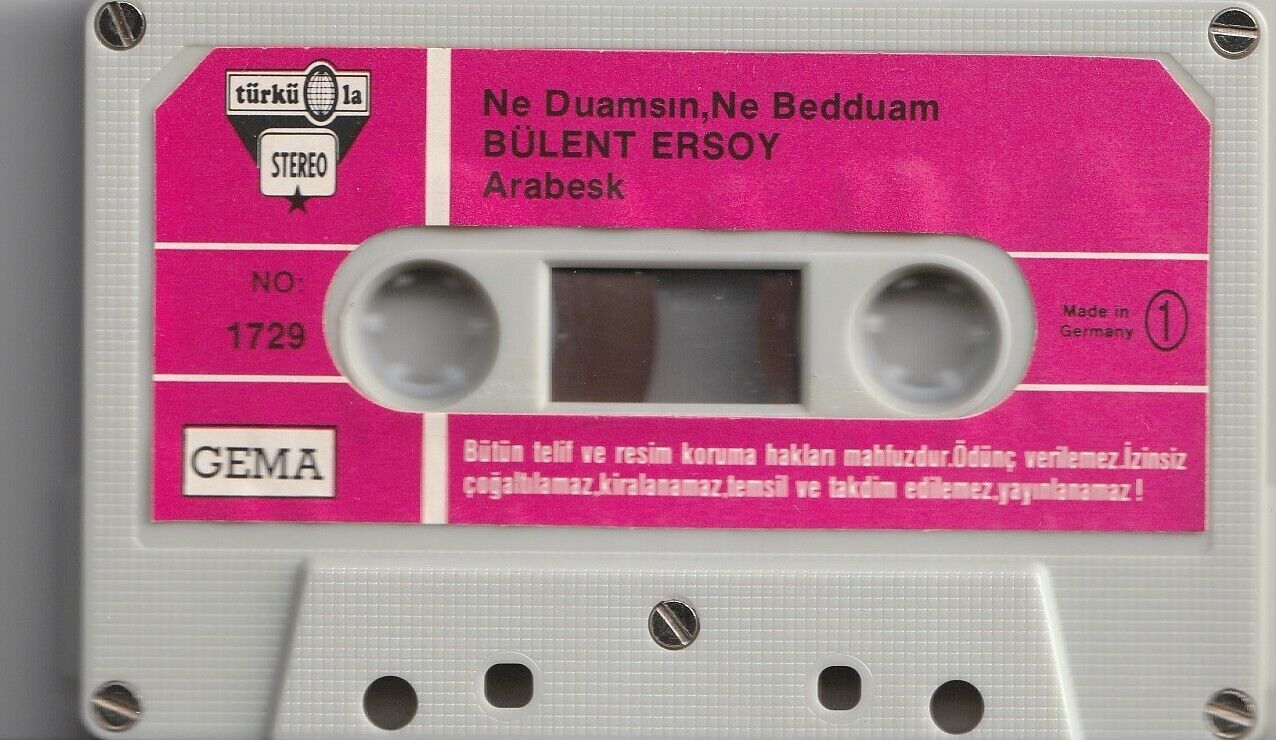 türkü la
STEREO
Ne Duamsın,Ne Bedduam
BÜLENT ERSOY
Arabesk
NO:
1729
Made in
Germany
1
GEMA
Bütün telif ve resim koruma hakları mahfuzdur.Ödünç verilemez.İzinsiz
çoğaltılamaz,kiralanamaz,temsil ve takdim edilemez,yayınlanamaz!